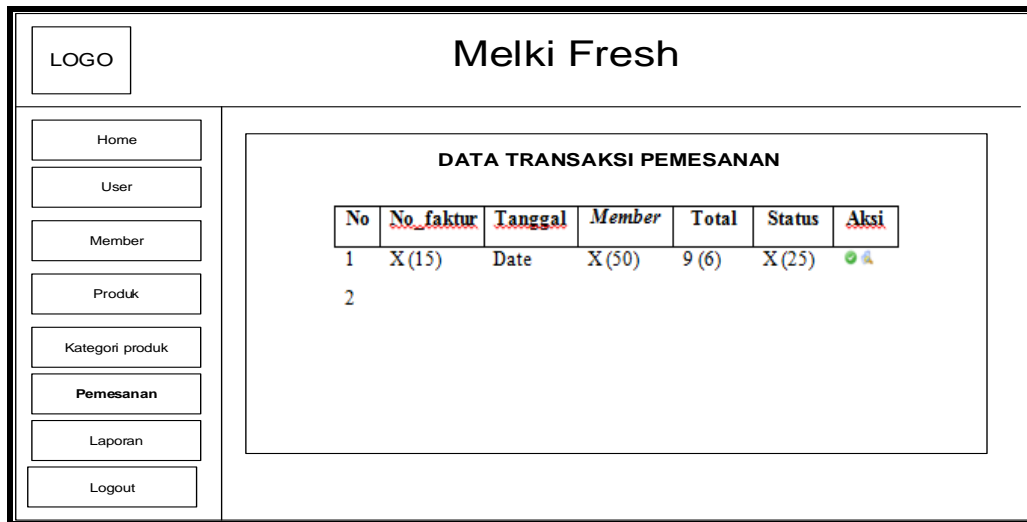 LOGO
Melki Fresh
Home
User
Member
Produk
Kategori produk
Pemesanan
Laporan
Logout
DATA TRANSAKSI PEMESANAN
No No_faktur Tanggal Member Total Status Aksi
1 X (15) Date X (50) 9 (6) X (25)
2